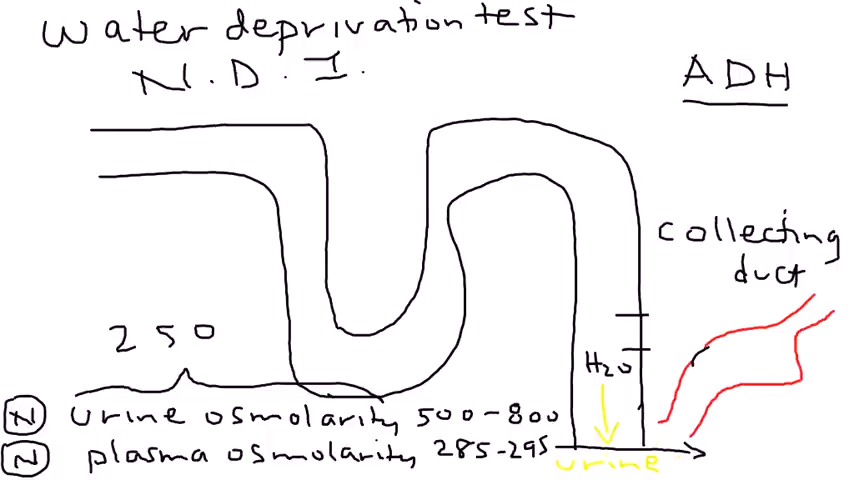 Water deprivation test
N.D.I.
ADH
collecting
duct
250
H2O
N urine osmolarity 500-800
N plasma osmolarity 285-295
urine